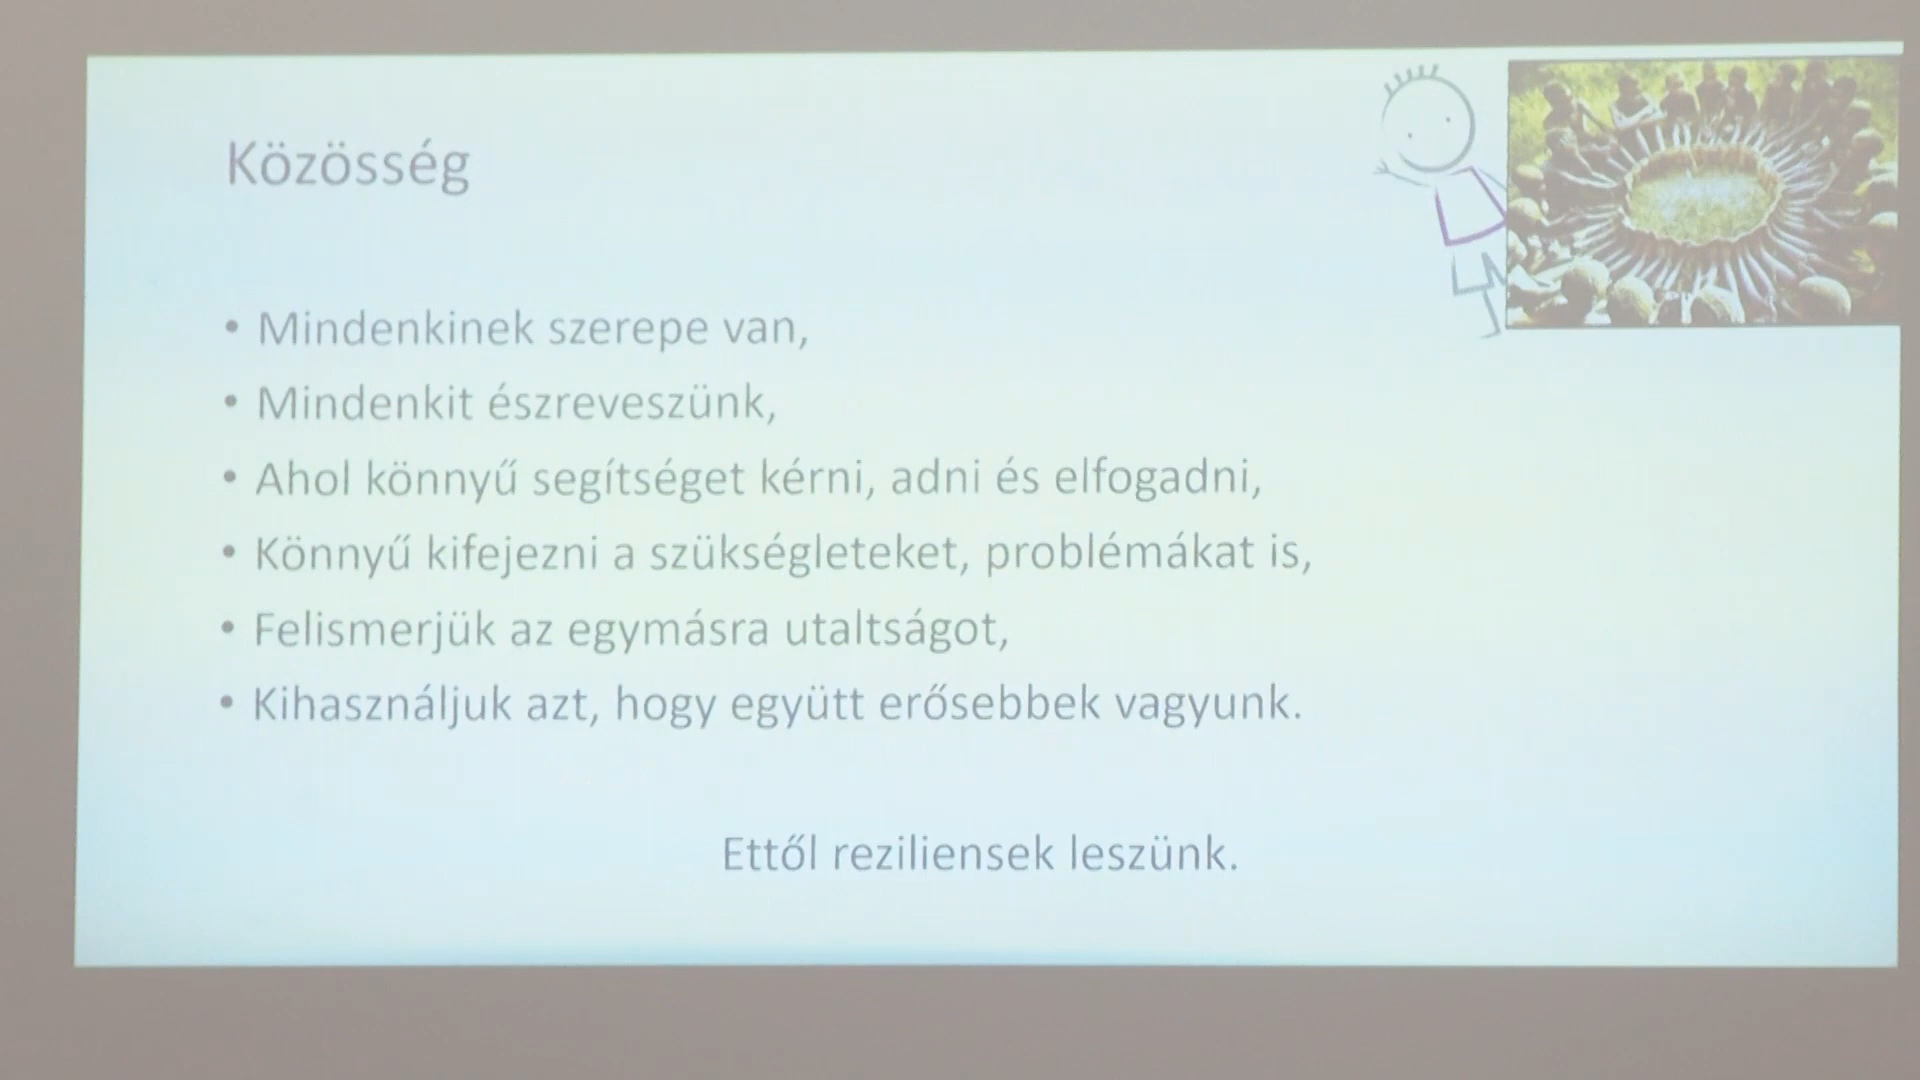 Közösség
• Mindenkinek szerepe van,
• Mindenkit észreveszünk,
• Ahol könnyű segítséget kérni, adni és elfogadni,
• Könnyű kifejezni a szükségleteket, problémákat is,
• Felismerjük az egymásra utaltságot,
• Kihasználjuk azt, hogy együtt erősebbek vagyunk.
Ettől reziliensek leszünk.